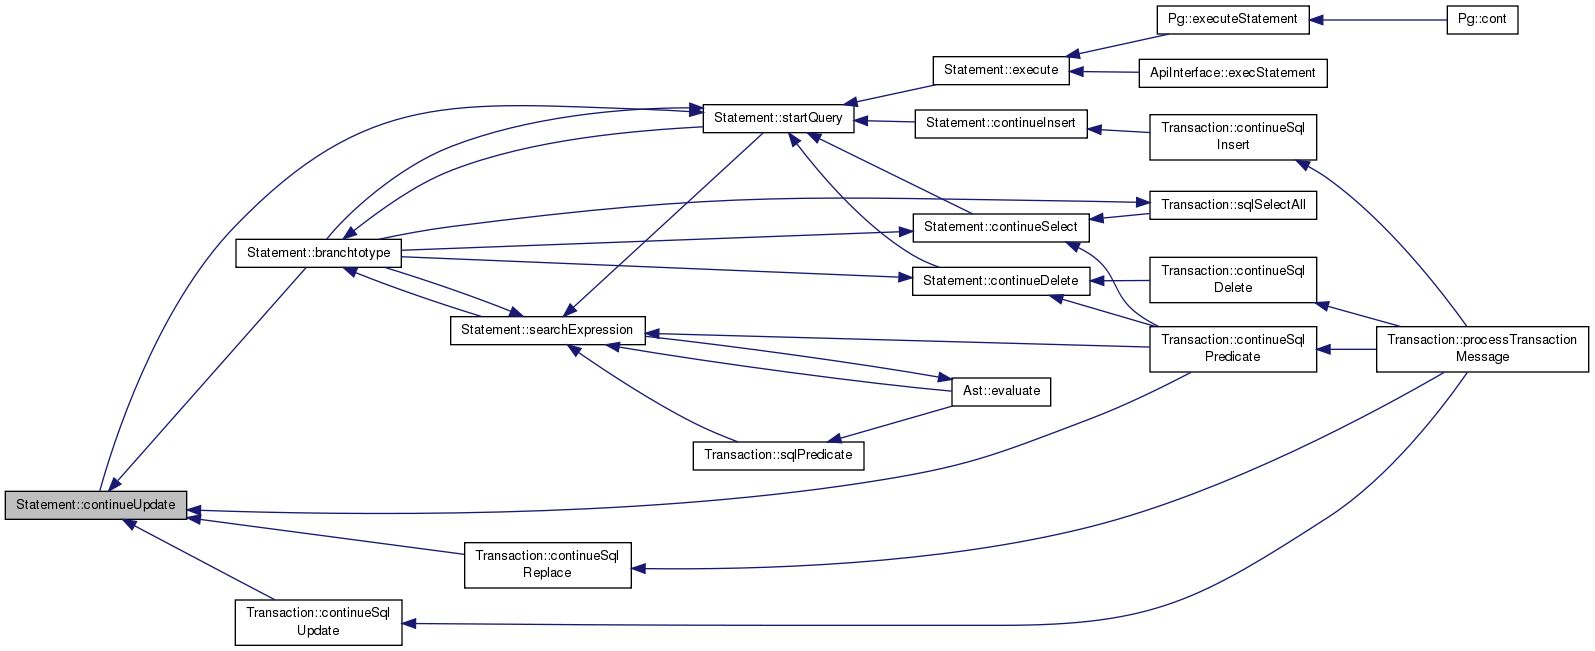 Pg::executeStatement
Pg::cont
Statement::execute
ApiInterface::execStatement
Statement::startQuery
Statement::continueInsert
Transaction::continueSql
Insert
Transaction::sqlSelectAll
Statement::continueSelect
Statement::branchtotype
Statement::continueDelete
Transaction::continueSql
Delete
Statement::searchExpression
Transaction::continueSql
Predicate
Transaction::processTransaction
Message
Ast::evaluate
Transaction::sqlPredicate
Statement::continueUpdate
Transaction::continueSql
Replace
Transaction::continueSql
Update